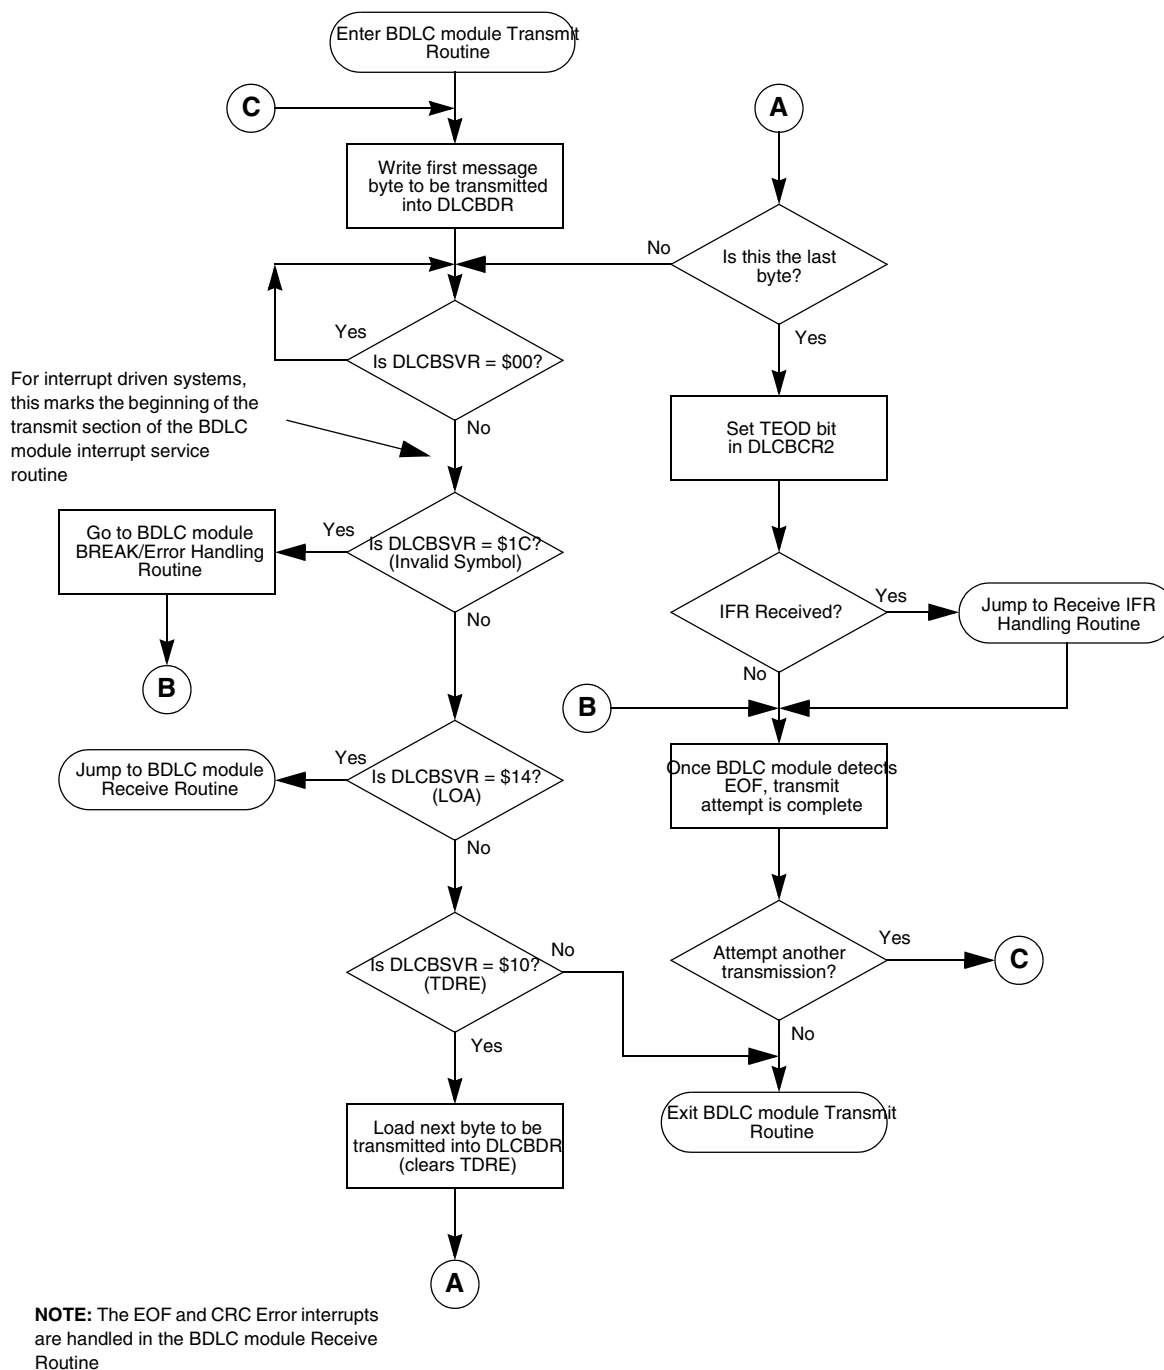 Enter BDLC module Transmit
Routine
C
A
Write first message
byte to be transmitted
into DLCBDR
No
Is this the last
byte?
Yes
Is DLCBSVR = $00?
Yes
For interrupt driven systems,
this marks the beginning of the
transmit section of the BDLC
module interrupt service
routine
No
Set TEOD bit
in DLCBCR2
Go to BDLC module
BREAK/Error Handling
Routine
Yes
Is DLCBSVR = $1C?
(Invalid Symbol)
No
IFR Received?
Yes
Jump to Receive IFR
Handling Routine
No
B
B
Jump to BDLC module
Receive Routine
Yes
Is DLCBSVR = $14?
(LOA)
No
Once BDLC module detects
EOF, transmit
attempt is complete
Is DLCBSVR = $10?
(TDRE)
No
Yes
Attempt another
transmission?
Yes
C
No
Load next byte to be
transmitted into DLCBDR
(clears TDRE)
Exit BDLC module Transmit
Routine
A
NOTE: The EOF and CRC Error interrupts
are handled in the BDLC module Receive
Routine